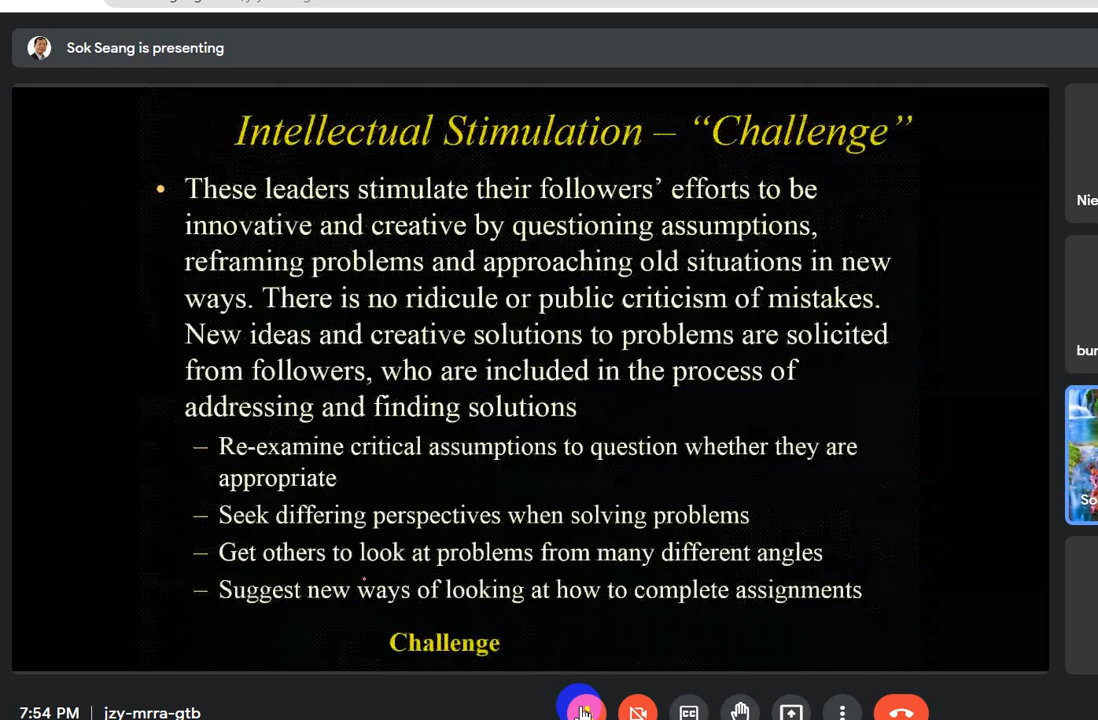 Sok Seang is presenting
Intellectual Stimulation – “Challenge”
• These leaders stimulate their followers’ efforts to be
innovative and creative by questioning assumptions,
reframing problems and approaching old situations in new
ways. There is no ridicule or public criticism of mistakes.
New ideas and creative solutions to problems are solicited
from followers, who are included in the process of
addressing and finding solutions
– Re-examine critical assumptions to question whether they are
appropriate
– Seek differing perspectives when solving problems
– Get others to look at problems from many different angles
– Suggest new ways of looking at how to complete assignments
Challenge
Nie
bur
So
7:54 PM | jzy-mrra-gtb
CC